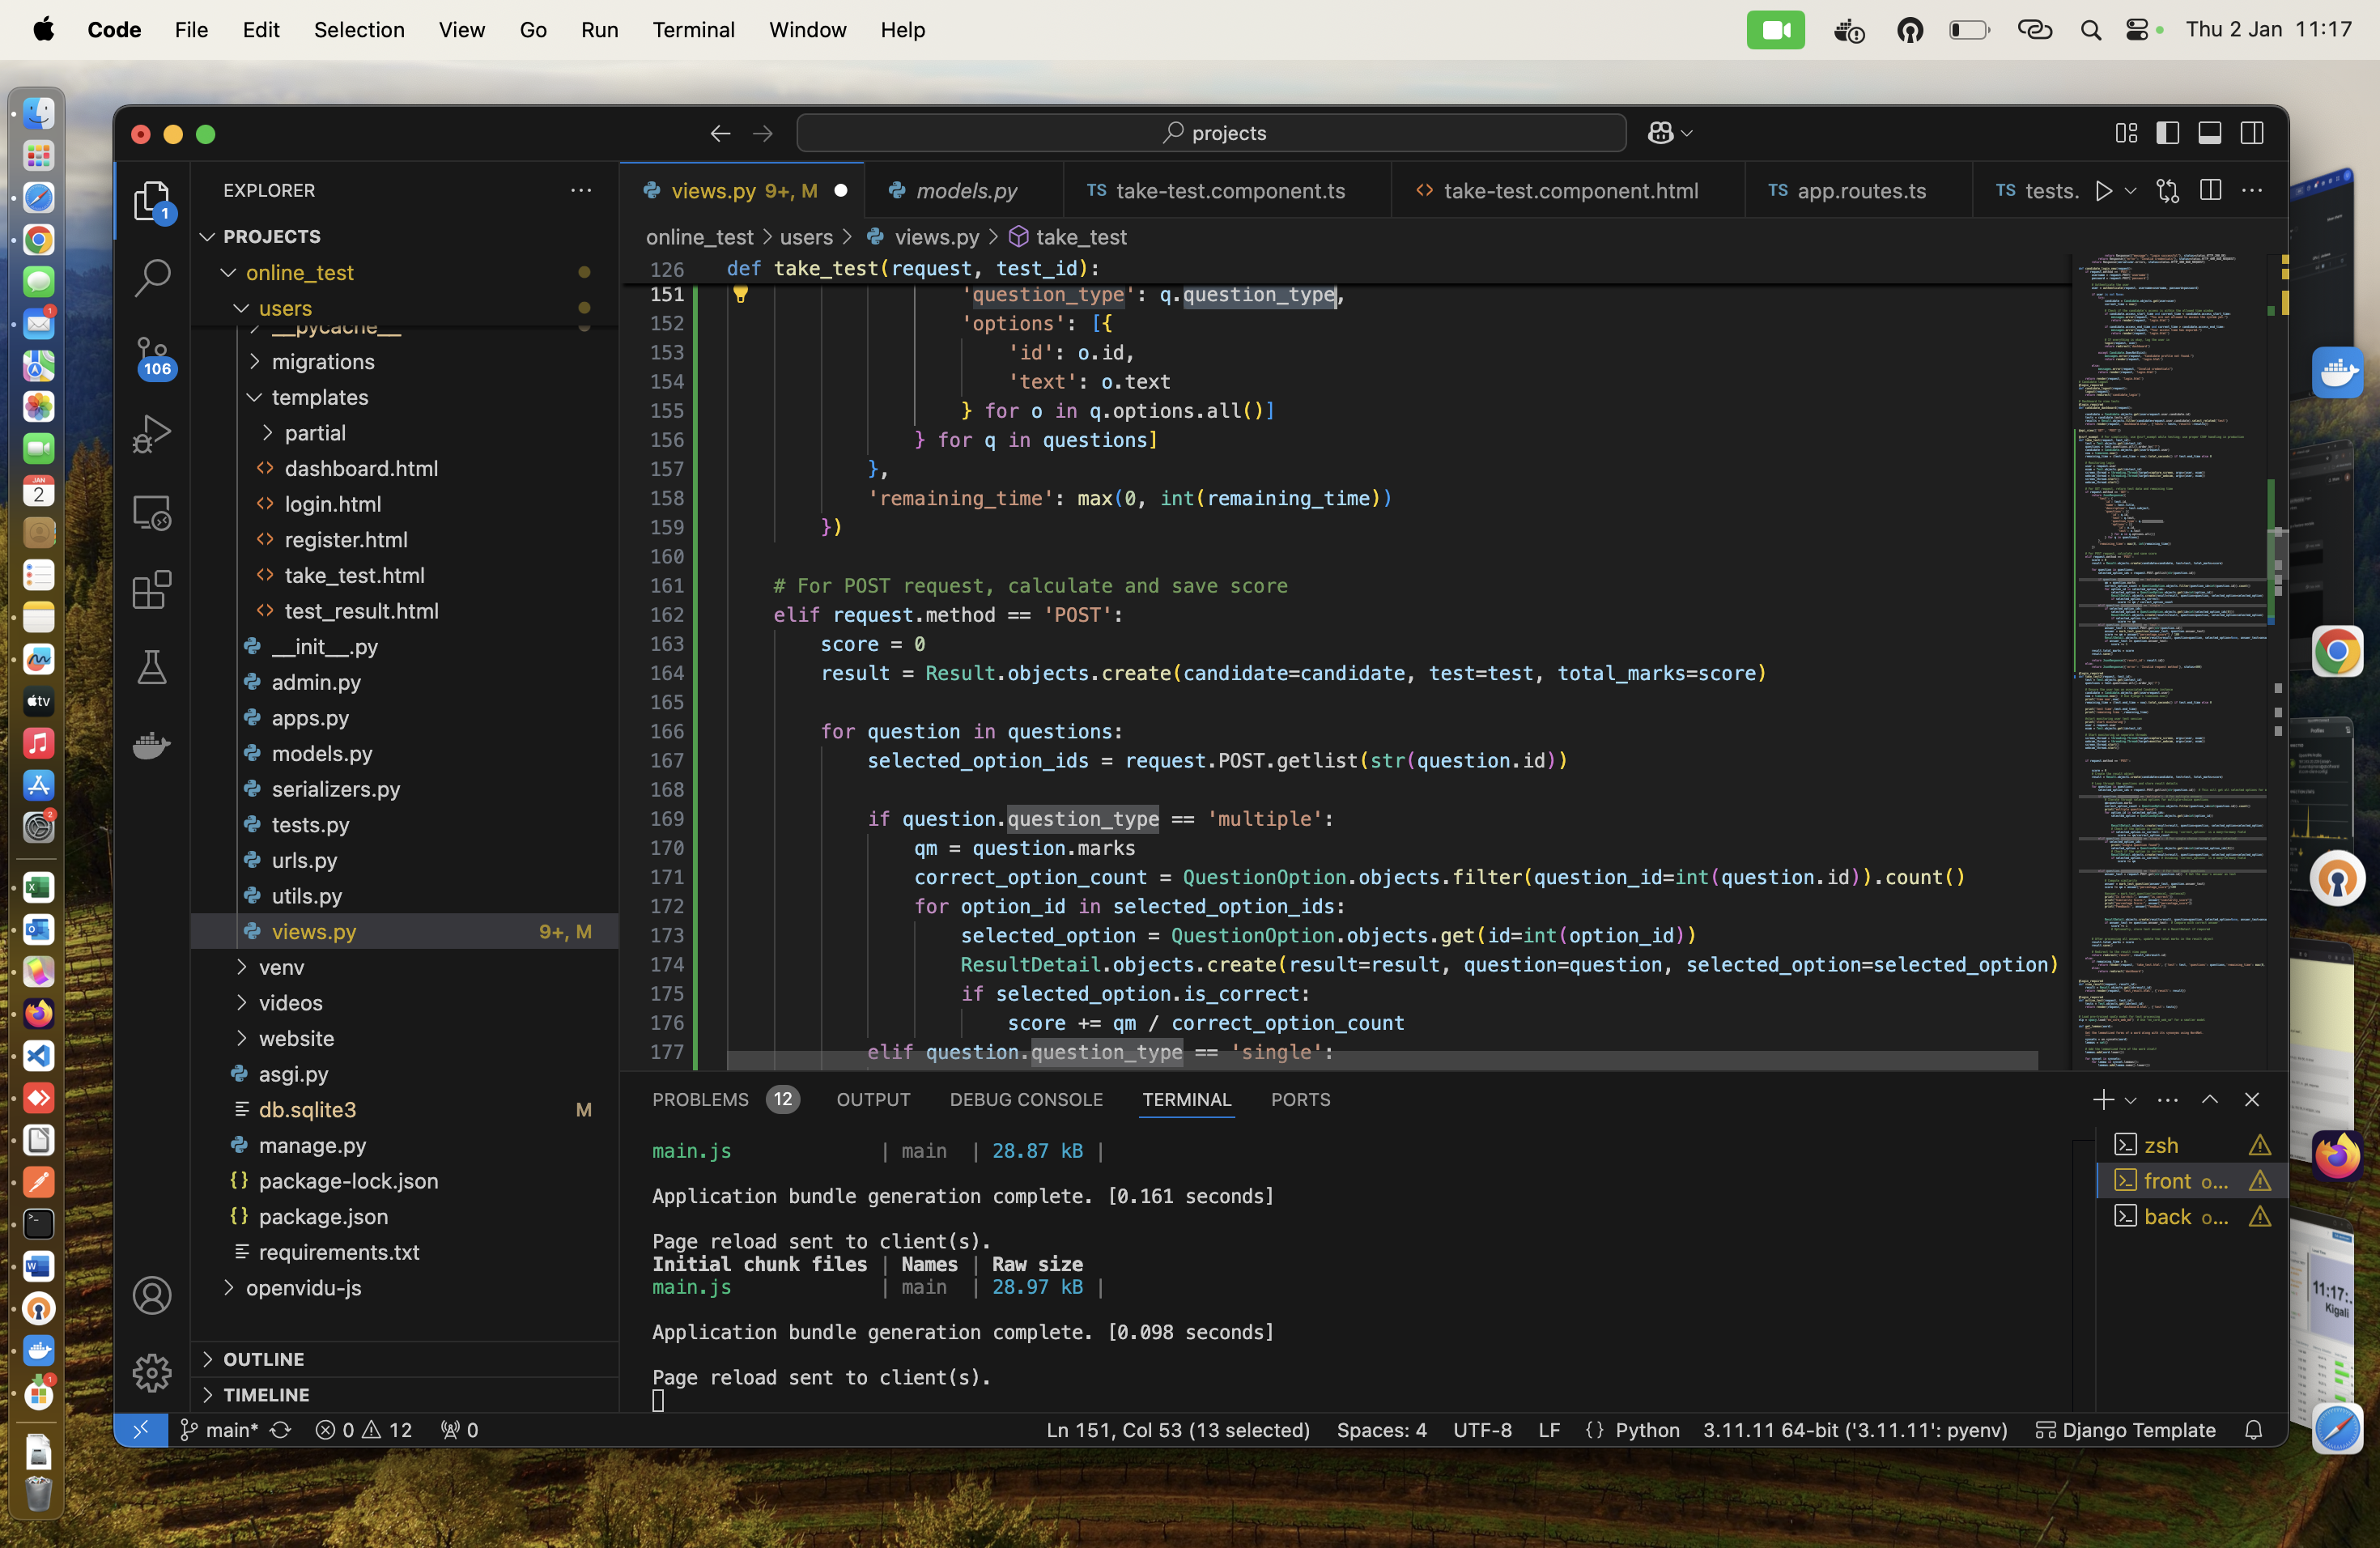 Code File Edit Selection View Go Run Terminal Window Help Thu 2 Jan 11:17
projects
EXPLORER
PROJECTS
online_test
users
__pycache__
migrations
templates
partial
dashboard.html
login.html
register.html
take_test.html
test_result.html
__init__.py
admin.py
apps.py
models.py
serializers.py
tests.py
urls.py
utils.py
views.py 9+, M
venv
videos
website
asgi.py
db.sqlite3 M
manage.py
package-lock.json
package.json
requirements.txt
openvidu-js
OUTLINE
TIMELINE
1
106
views.py 9+, M models.py TS take-test.component.ts take-test.component.html TS app.routes.ts TS tests.
online_test > users > views.py > take_test
126 def take_test(request, test_id):
151 'question_type': q.question_type,
152 'options': [{
153 'id': o.id,
154 'text': o.text
155 } for o in q.options.all()]
156 } for q in questions]
157 },
158 'remaining_time': max(0, int(remaining_time))
159 })
160
161 # For POST request, calculate and save score
162 elif request.method == 'POST':
163 score = 0
164 result = Result.objects.create(candidate=candidate, test=test, total_marks=score)
165
166 for question in questions:
167 selected_option_ids = request.POST.getlist(str(question.id))
168
169 if question.question_type == 'multiple':
170 qm = question.marks
171 correct_option_count = QuestionOption.objects.filter(question_id=int(question.id)).count()
172 for option_id in selected_option_ids:
173 selected_option = QuestionOption.objects.get(id=int(option_id))
174 ResultDetail.objects.create(result=result, question=question, selected_option=selected_option)
175 if selected_option.is_correct:
176 score += qm / correct_option_count
177 elif question.question_type == 'single':
PROBLEMS 12 OUTPUT DEBUG CONSOLE TERMINAL PORTS
main.js | main | 28.87 kB |
Application bundle generation complete. [0.161 seconds]
Page reload sent to client(s).
Initial chunk files | Names | Raw size
main.js | main | 28.97 kB |
Application bundle generation complete. [0.098 seconds]
Page reload sent to client(s).
zsh
front o...
back o...
main* 0 12 0 Ln 151, Col 53 (13 selected) Spaces: 4 UTF-8 LF {} Python 3.11.11 64-bit ('3.11.11': pyenv) Django Template
JAN
2
tv
11:17:
Kigali